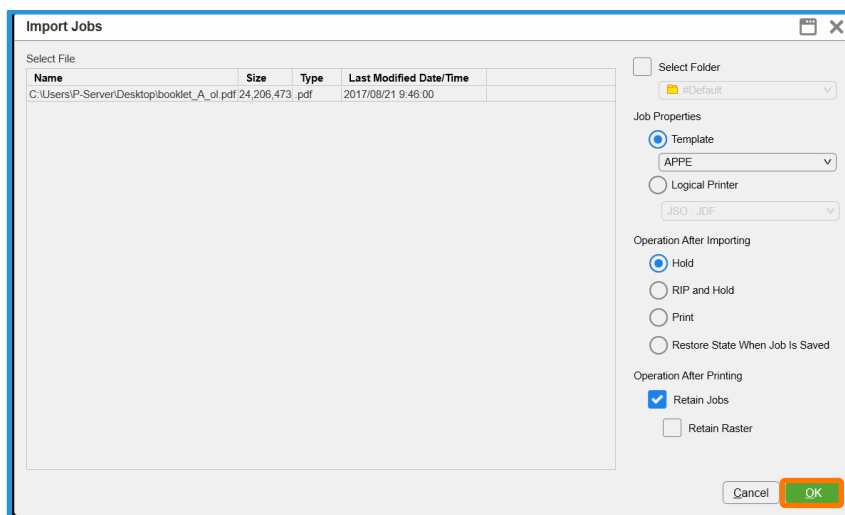 Import Jobs
Select File
Name Size Type Last Modified Date/Time
C:\Users\P-Server\Desktop\booklet_A_ol.pdf 24,206,473 .pdf 2017/08/21 9:46:00
Select Folder
#Default
Job Properties
Template
APPE
Logical Printer
JSO : JDF
Operation After Importing
Hold
RIP and Hold
Print
Restore State When Job Is Saved
Operation After Printing
Retain Jobs
Retain Raster
Cancel OK